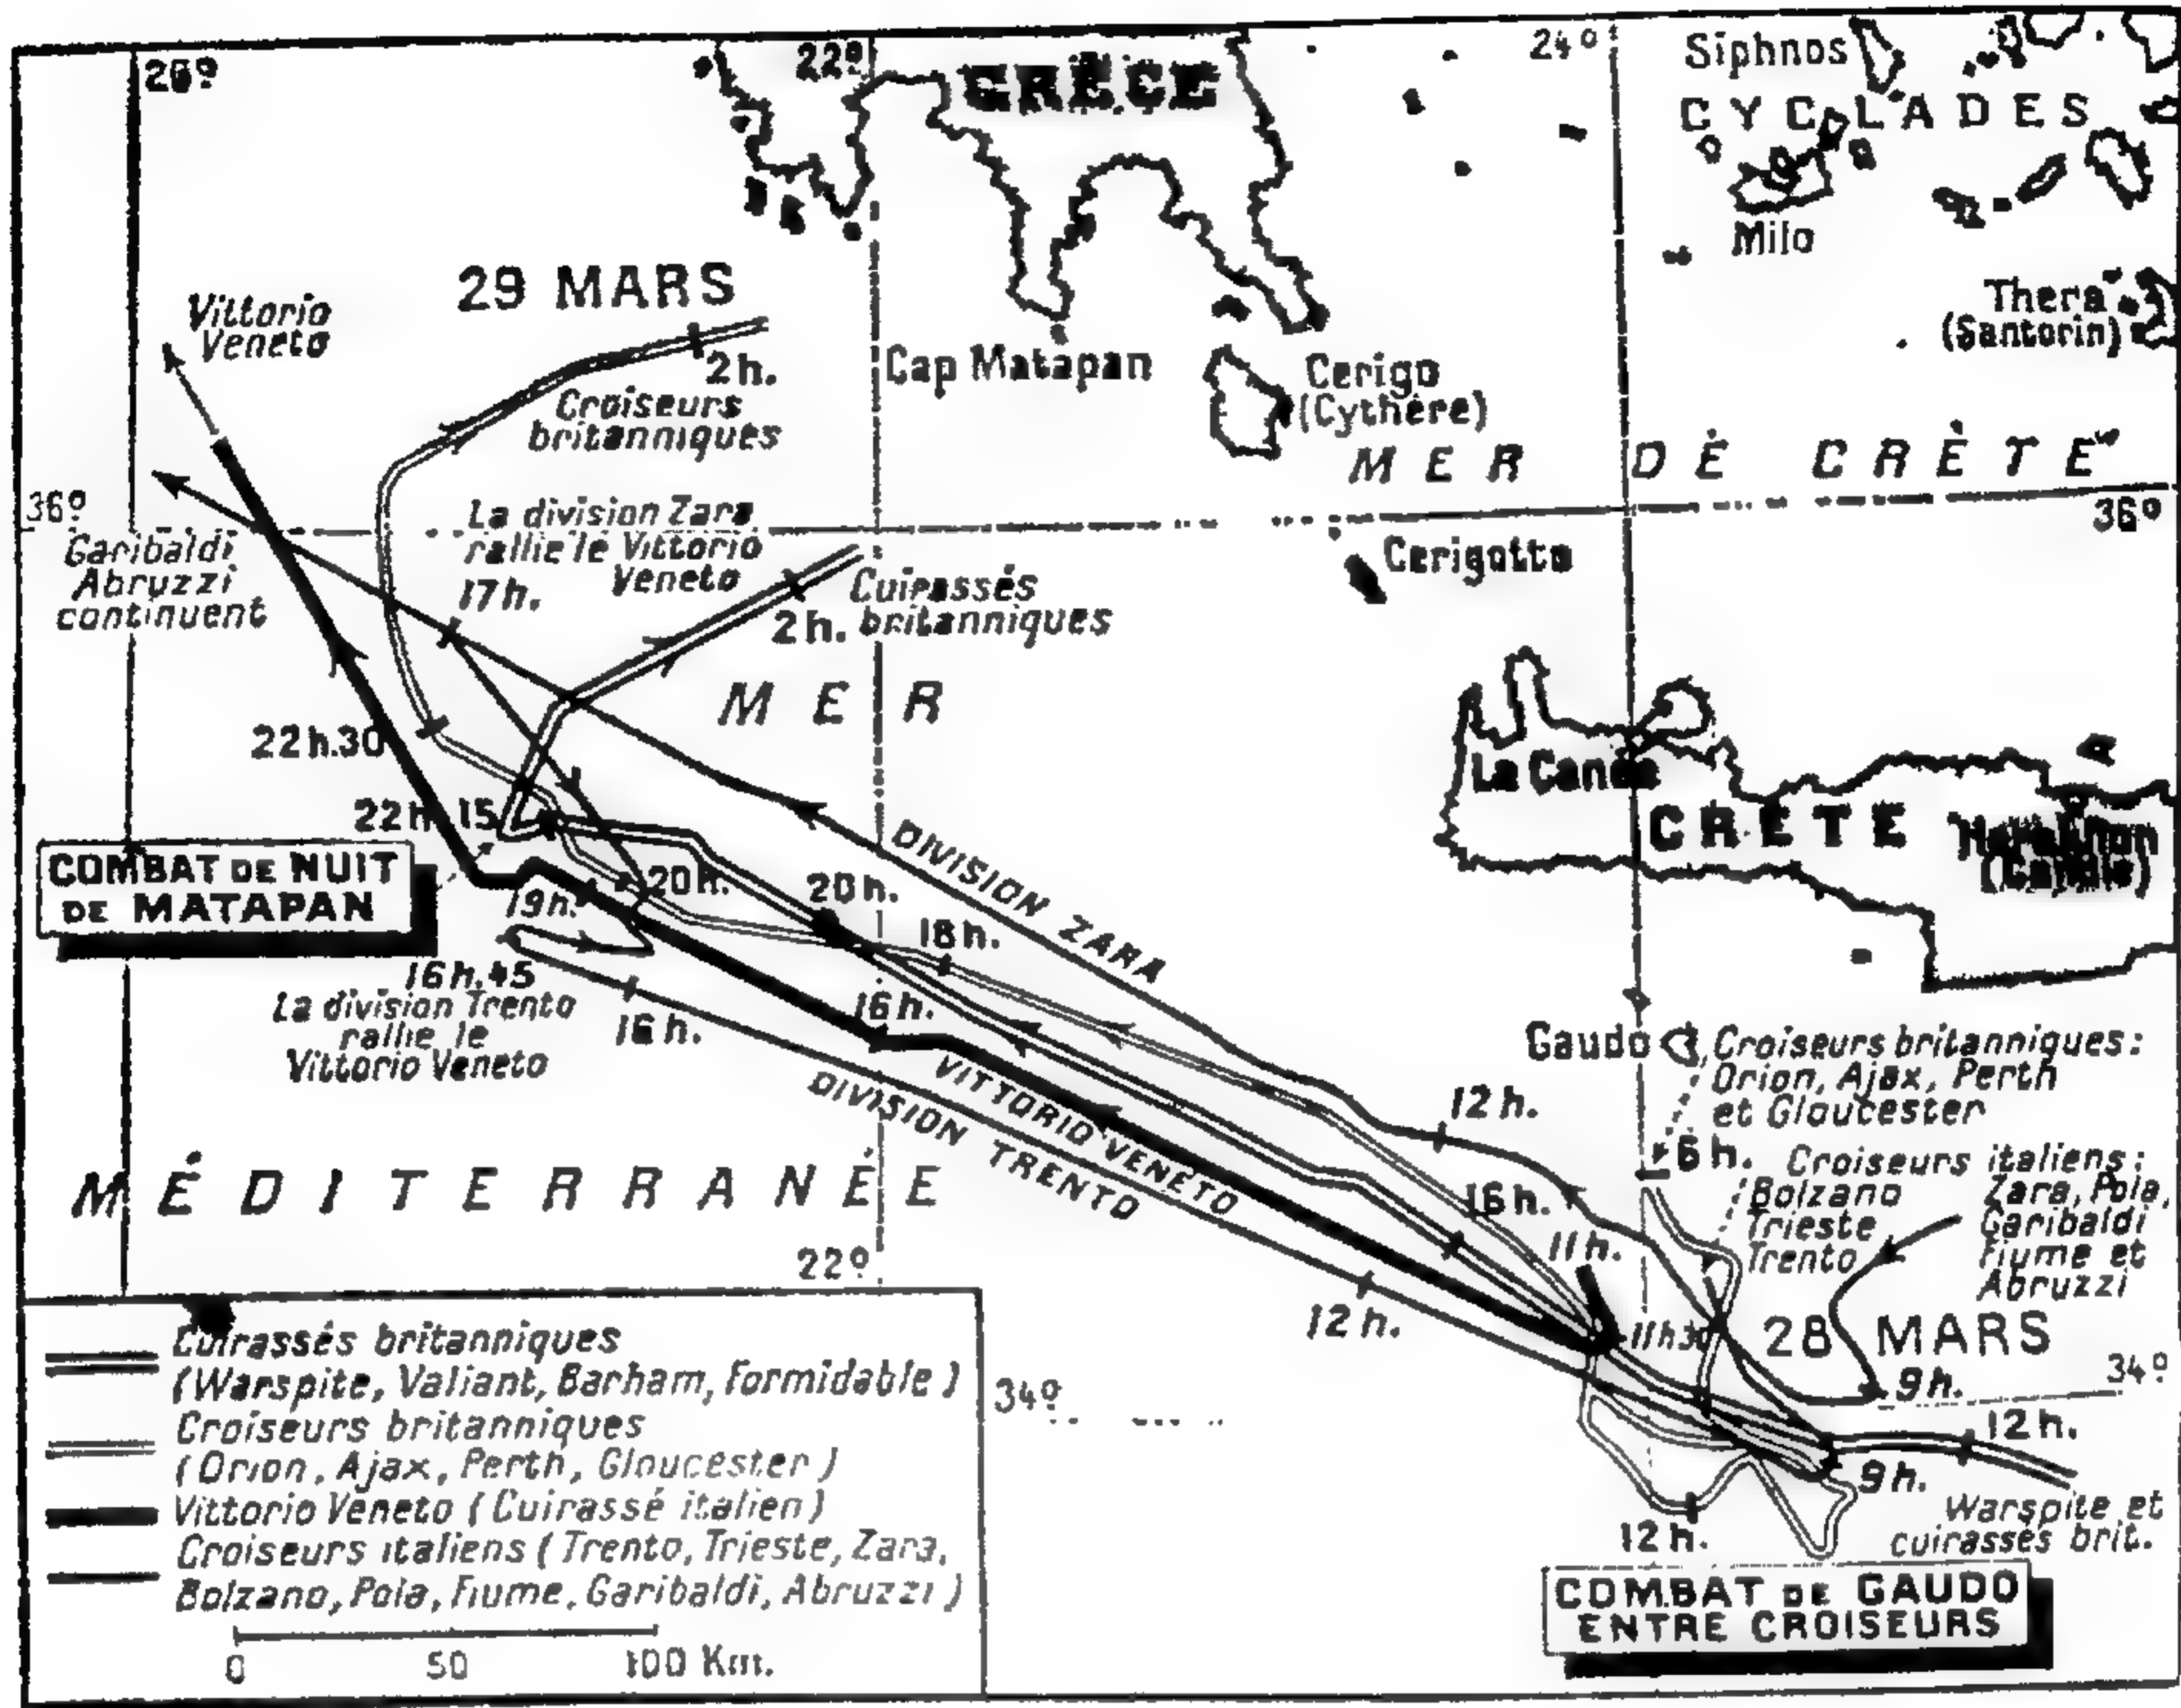 22º
24º
Siphnos
GRÈCE
CYCLADES
Milo
29 MARS
Vittorio
Veneto
Thera
(Santorin)
2h.
Cap Matapan
Cerigo
(Cythère)
Croiseurs
britanniques
MER DE CRÈTE
36º
36º
La division Zara
rallie le Vittorio
Veneto
Garibaldi
Abruzzi
continuent
17h.
Cerigotto
Cuirassés
britanniques
2h.
MER
22h.30
La Canée
CRÈTE
(Candie)
22h.15
COMBAT DE NUIT
DE MATAPAN
DIVISION ZARA
19h.
20h.
20h.
18h.
16h.45
La division Trento
rallie le
Vittorio Veneto
16h.
16h.
VITTORIO VENETO
DIVISION TRENTO
Gaudo
Croiseurs britanniques:
Orion, Ajax, Perth
et Gloucester
12h.
6h.
Croiseurs italiens:
Bolzano
Trieste
Trento
Zara, Pola,
Garibaldi
Fiume et
Abruzzi
MÉDITERRANÉE
16h.
11h.
22º
12h.
11h30
28 MARS
34º
9h.
12h.
9h.
Warspite et
cuirassés brit.
12h.
34º
COMBAT DE GAUDO
ENTRE CROISEURS
Cuirassés britanniques
(Warspite, Valiant, Barham, Formidable)
Croiseurs britanniques
(Orion, Ajax, Perth, Gloucester)
Vittorio Veneto (Cuirassé italien)
Croiseurs italiens (Trento, Trieste, Zara,
Bolzano, Pola, Fiume, Garibaldi, Abruzzi)
0 50 100 Km.